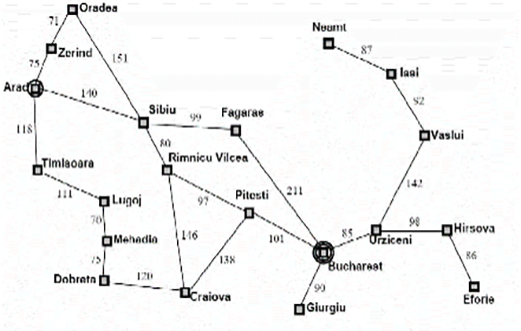 Oradea
71
Neamt
Zerind
87
151
75
Iasi
Arad
140
92
Sibiu
Fagaras
99
118
Vaslui
80
Timisoara
Rimnicu Vilcea
111
142
211
Lugoj
97
Pitesti
70
98
85
Hirsova
146
101
Urziceni
Mehadia
138
86
75
Bucharest
Dobreta
120
90
Craiova
Eforie
Giurgiu